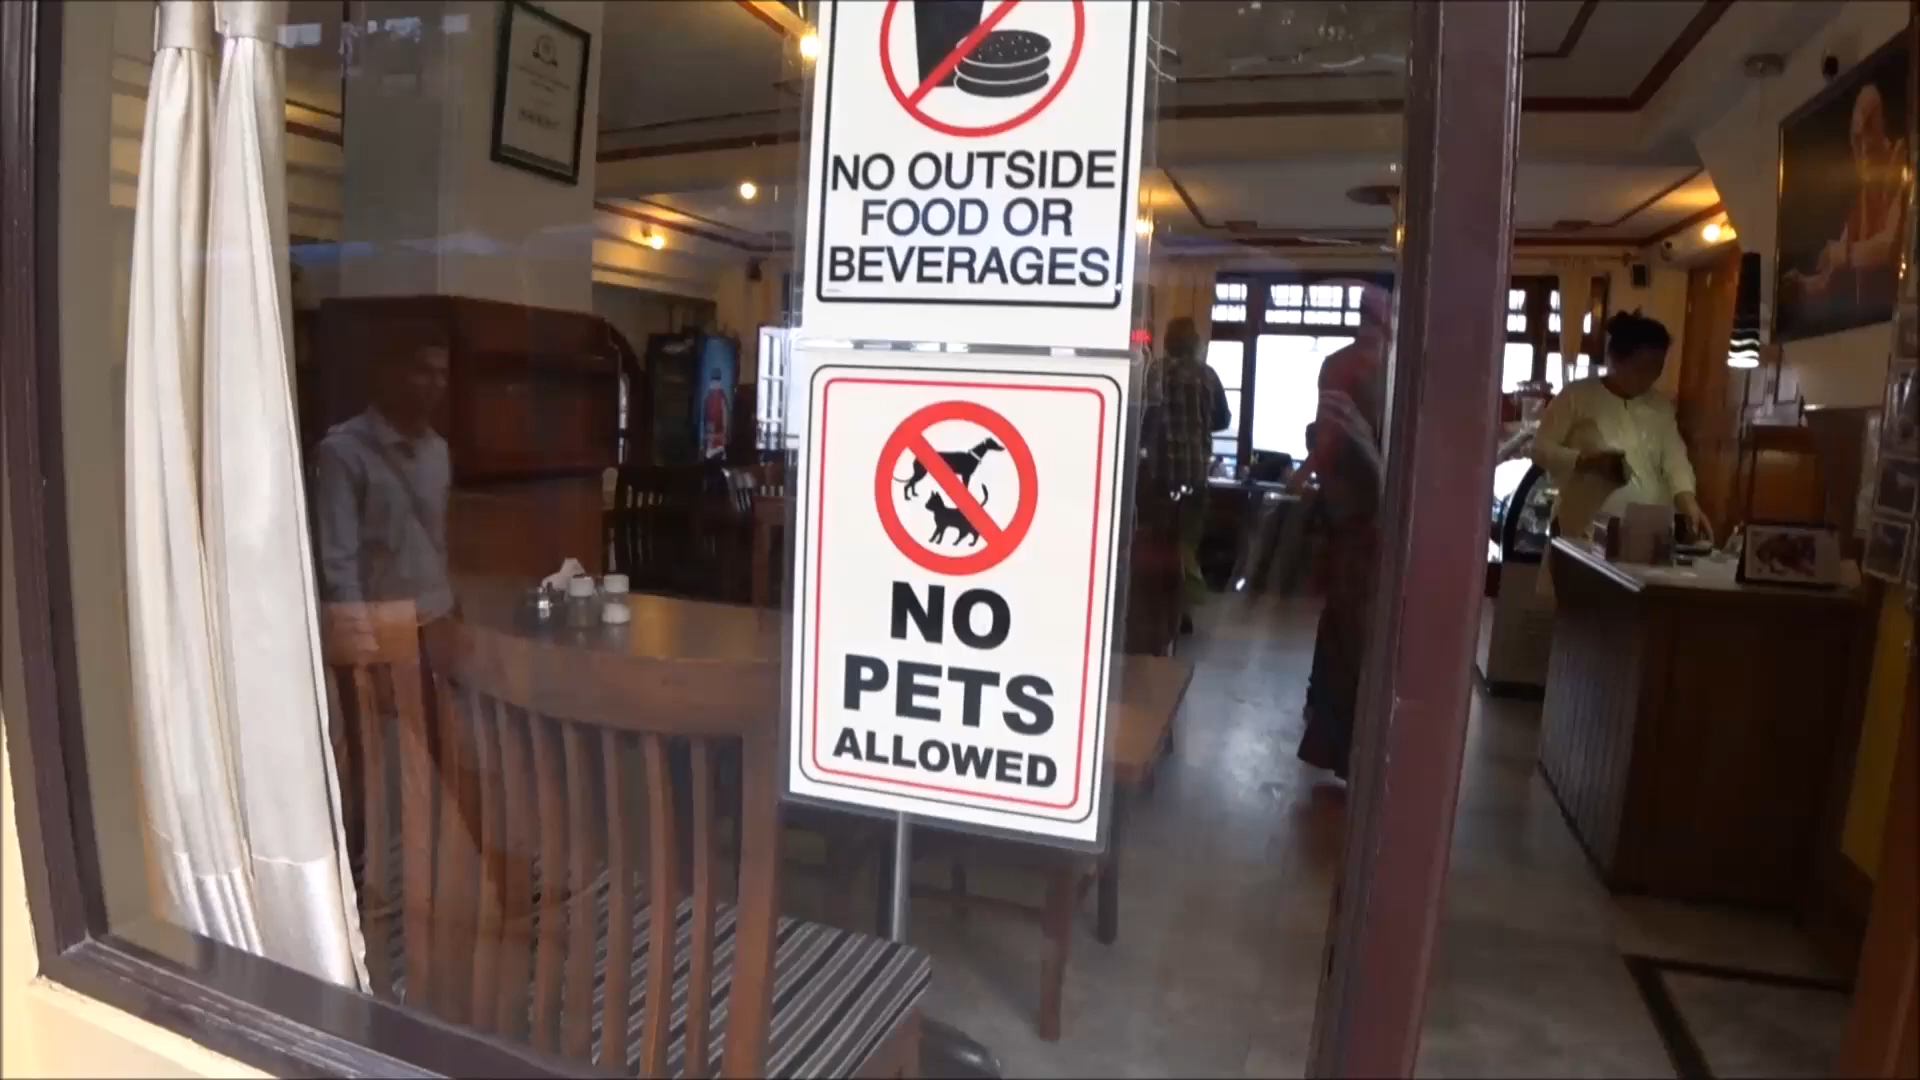 NO OUTSIDE
FOOD OR
BEVERAGES
NO
PETS
ALLOWED